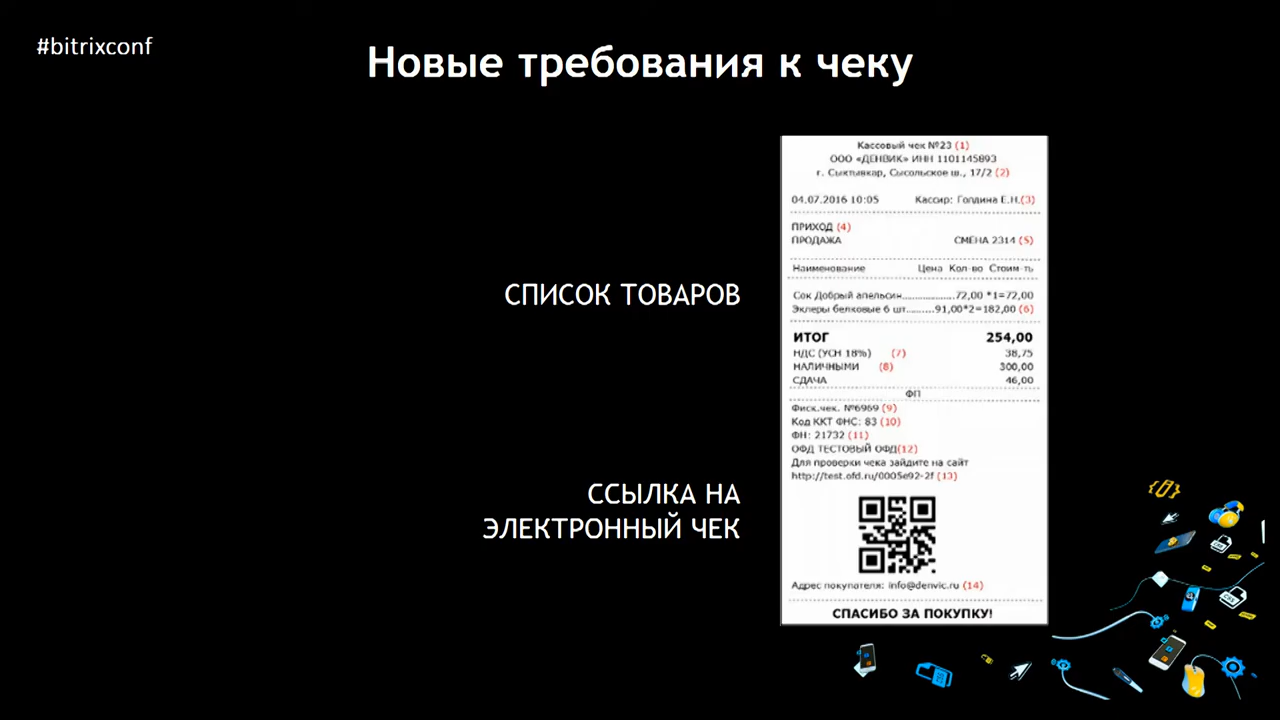 #bitrixconf
Новые требования к чеку
СПИСОК ТОВАРОВ
ССЫЛКА НА
ЭЛЕКТРОННЫЙ ЧЕК
Кассовый чек №23 (1)
ООО «ДЕНВИК» ИНН 1101145893
г. Сыктывкар, Сысольское ш., 17/2 (2)
04.07.2016 10:05 Кассир: Голдина Е.Н.(3)
ПРИХОД (4)
ПРОДАЖА СМЕНА 2314 (5)
Наименование Цена Кол-во Стоим-ть
Сок Добрый апельсин....................72,00 *1=72,00
Эклеры белковые 6 шт.........91,00*2=182,00 (6)
ИТОГ 254,00
НДС (УСН 18%) (7) 38,75
НАЛИЧНЫМИ (8) 300,00
СДАЧА 46,00
ФП
Фиск.чек. №6969 (9)
Код ККТ ФНС: 83 (10)
ФН: 21732 (11)
ОФД ТЕСТОВЫЙ ОФД(12)
Для проверки чека зайдите на сайт
http://test.ofd.ru/0005e92-2f (13)
Адрес покупателя: info@denvic.ru (14)
СПАСИБО ЗА ПОКУПКУ!